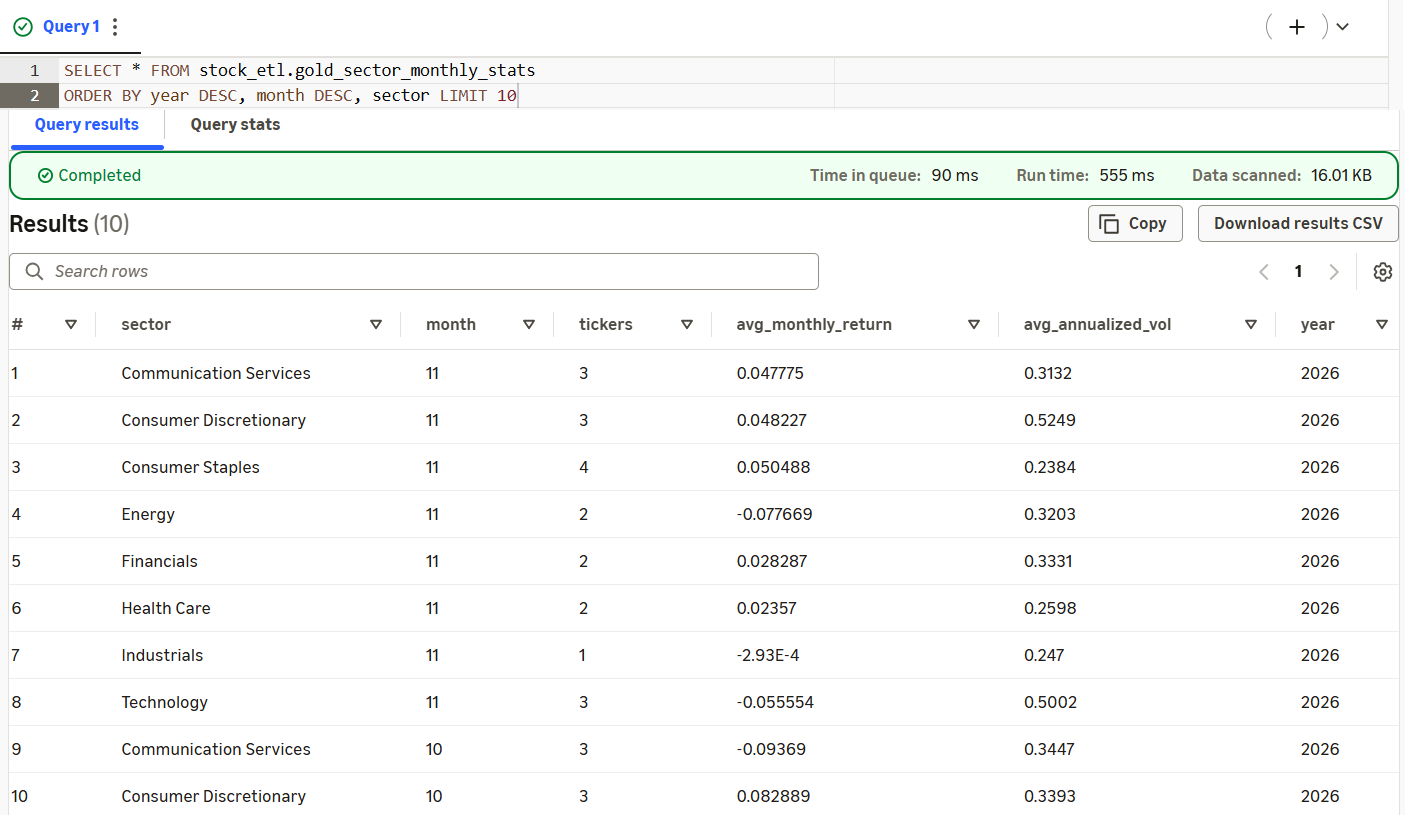 Query 1
1 SELECT * FROM stock_etl.gold_sector_monthly_stats
2 ORDER BY year DESC, month DESC, sector LIMIT 10
Query results Query stats
Completed Time in queue: 90 ms Run time: 555 ms Data scanned: 16.01 KB
Results (10) Copy Download results CSV
Search rows 1
# sector month tickers avg_monthly_return avg_annualized_vol year
1 Communication Services 11 3 0.047775 0.3132 2026
2 Consumer Discretionary 11 3 0.048227 0.5249 2026
3 Consumer Staples 11 4 0.050488 0.2384 2026
4 Energy 11 2 -0.077669 0.3203 2026
5 Financials 11 2 0.028287 0.3331 2026
6 Health Care 11 2 0.02357 0.2598 2026
7 Industrials 11 1 -2.93E-4 0.247 2026
8 Technology 11 3 -0.055554 0.5002 2026
9 Communication Services 10 3 -0.09369 0.3447 2026
10 Consumer Discretionary 10 3 0.082889 0.3393 2026